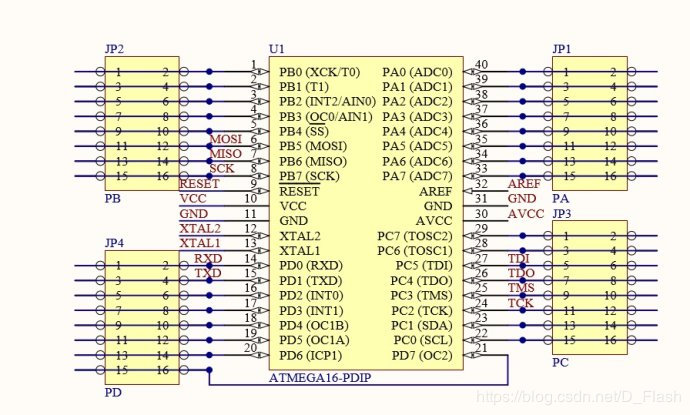 JP2 U1 JP1
1 2 1 PB0 (XCK/T0) PA0 (ADC0) 40 1 2
3 4 2 PB1 (T1) PA1 (ADC1) 39 3 4
5 6 3 PB2 (INT2/AIN0) PA2 (ADC2) 38 5 6
7 8 4 PB3 (OC0/AIN1) PA3 (ADC3) 37 7 8
9 10 5 PB4 (SS) PA4 (ADC4) 36 9 10
11 12 MOSI 6 PB5 (MOSI) PA5 (ADC5) 35 11 12
13 14 MISO 7 PB6 (MISO) PA6 (ADC6) 34 13 14
15 16 SCK 8 PB7 (SCK) PA7 (ADC7) 33 15 16
PB RESET 9 RESET AREF 32 AREF PA
VCC 10 VCC GND 31 GND
GND 11 GND AVCC 30 AVCC JP3
XTAL2 12 XTAL2 PC7 (TOSC2) 29 1 2
JP4 XTAL1 13 XTAL1 PC6 (TOSC1) 28 3 4
1 2 RXD 14 PD0 (RXD) PC5 (TDI) 27 TDI 5 6
3 4 TXD 15 PD1 (TXD) PC4 (TDO) 26 TDO 7 8
5 6 16 PD2 (INT0) PC3 (TMS) 25 TMS 9 10
7 8 17 PD3 (INT1) PC2 (TCK) 24 TCK 11 12
9 10 18 PD4 (OC1B) PC1 (SDA) 23 13 14
11 12 19 PD5 (OC1A) PC0 (SCL) 22 15 16
13 14 20 PD6 (ICP1) PD7 (OC2) 21 PC
15 16
PD ATMEGA16-PDIP
https://blog.csdn.net/D_Flash